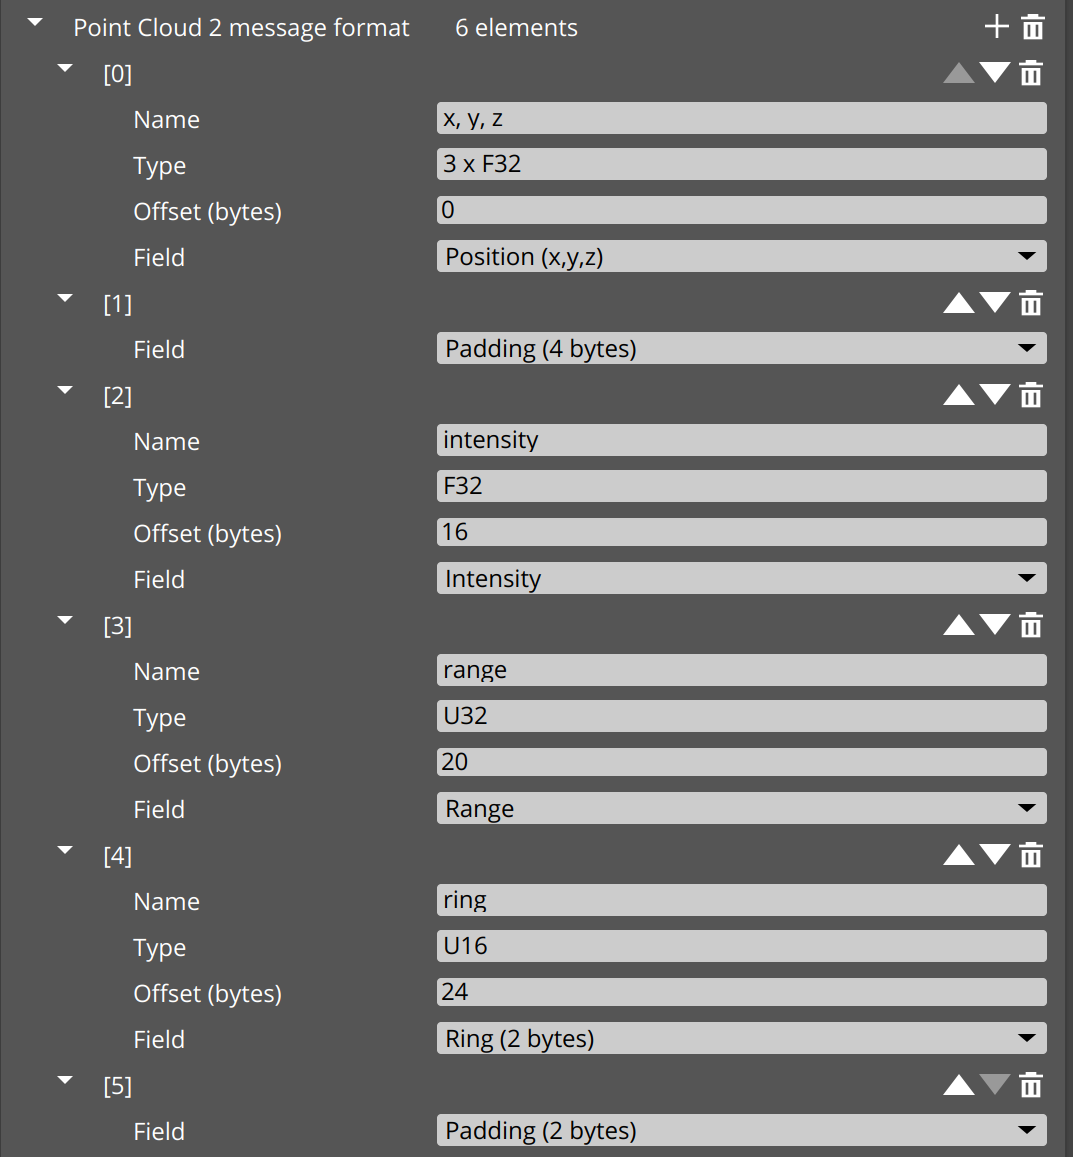 Point Cloud 2 message format 6 elements
[0]
Name x, y, z
Type 3 x F32
Offset (bytes) 0
Field Position (x,y,z)
[1]
Field Padding (4 bytes)
[2]
Name intensity
Type F32
Offset (bytes) 16
Field Intensity
[3]
Name range
Type U32
Offset (bytes) 20
Field Range
[4]
Name ring
Type U16
Offset (bytes) 24
Field Ring (2 bytes)
[5]
Field Padding (2 bytes)